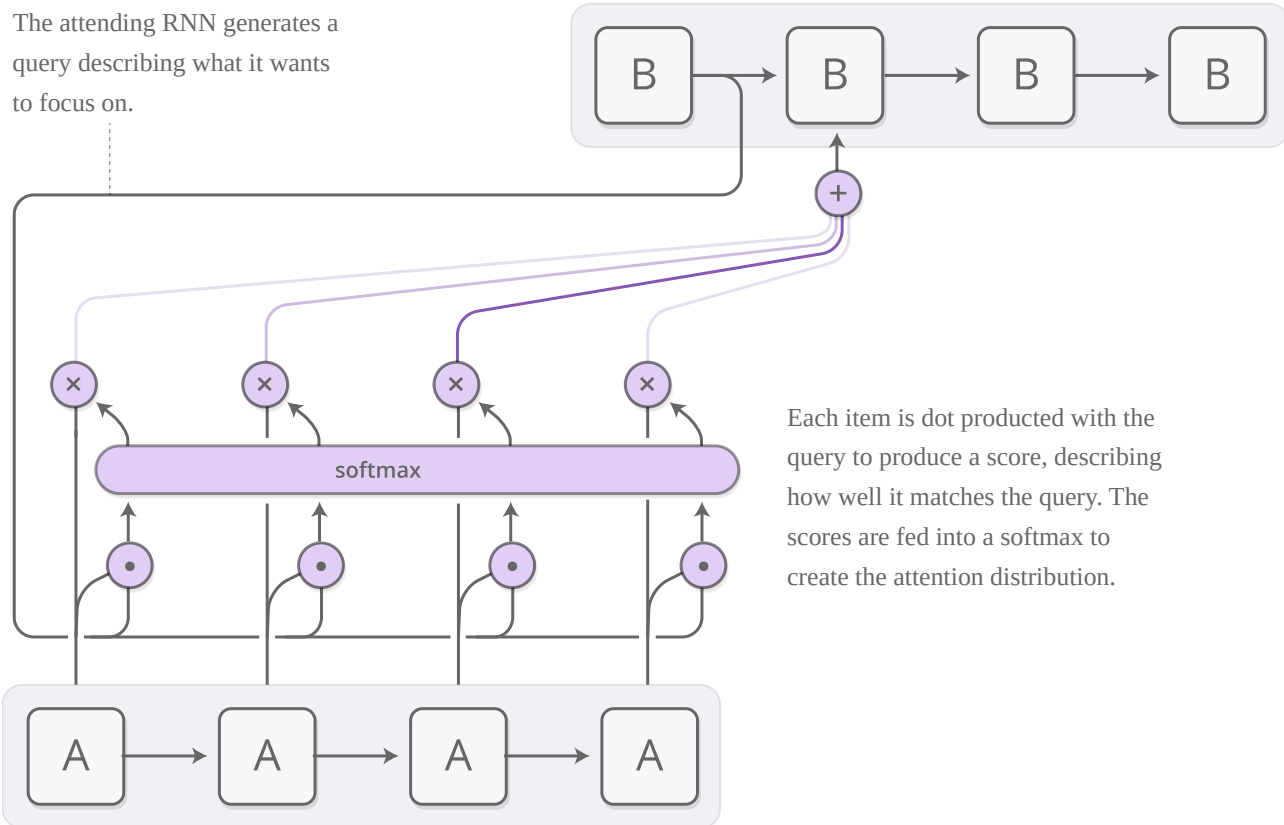 The attending RNN generates a
query describing what it wants
to focus on.
B
B
B
B
+
×
×
×
×
Each item is dot producted with the
query to produce a score, describing
how well it matches the query. The
scores are fed into a softmax to
create the attention distribution.
softmax
A
A
A
A